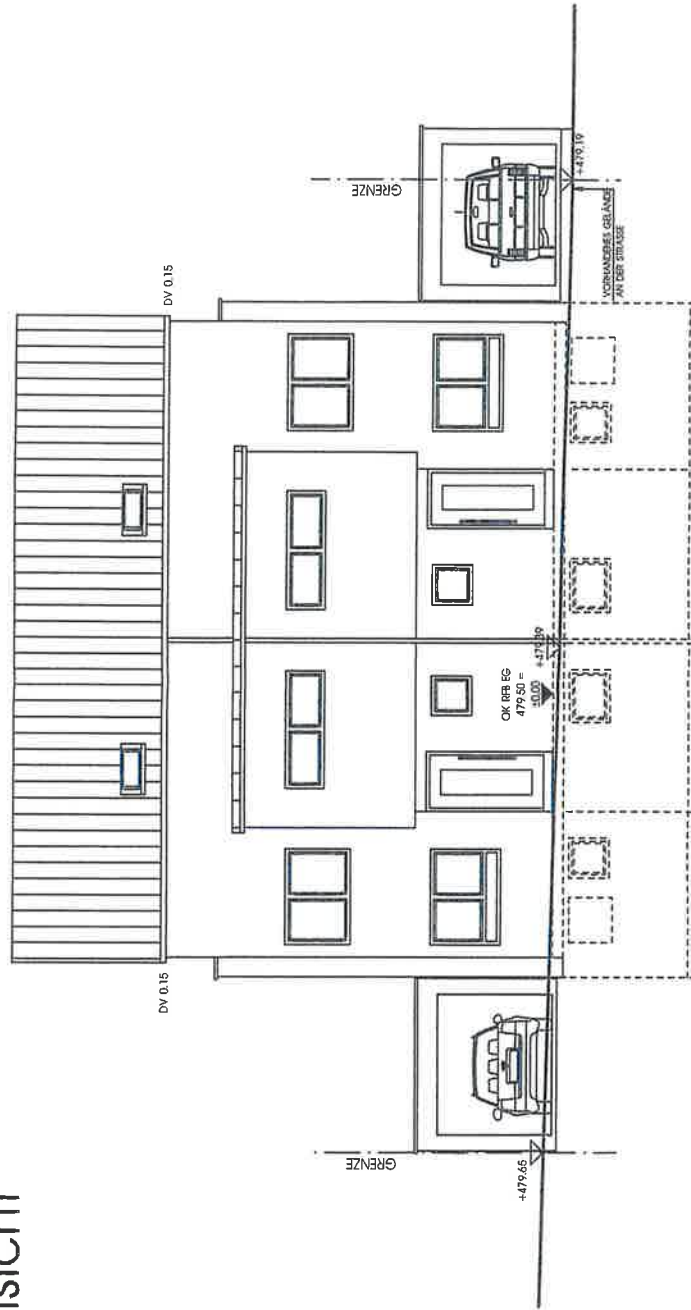 GRENZE
DV 0.15
+479.19
VORHANDENES GELÄNDE
AN DER STRASSE
OK RFB EG
479.50 =
±0.00
+479.39
DV 0.15
GRENZE
+479.65